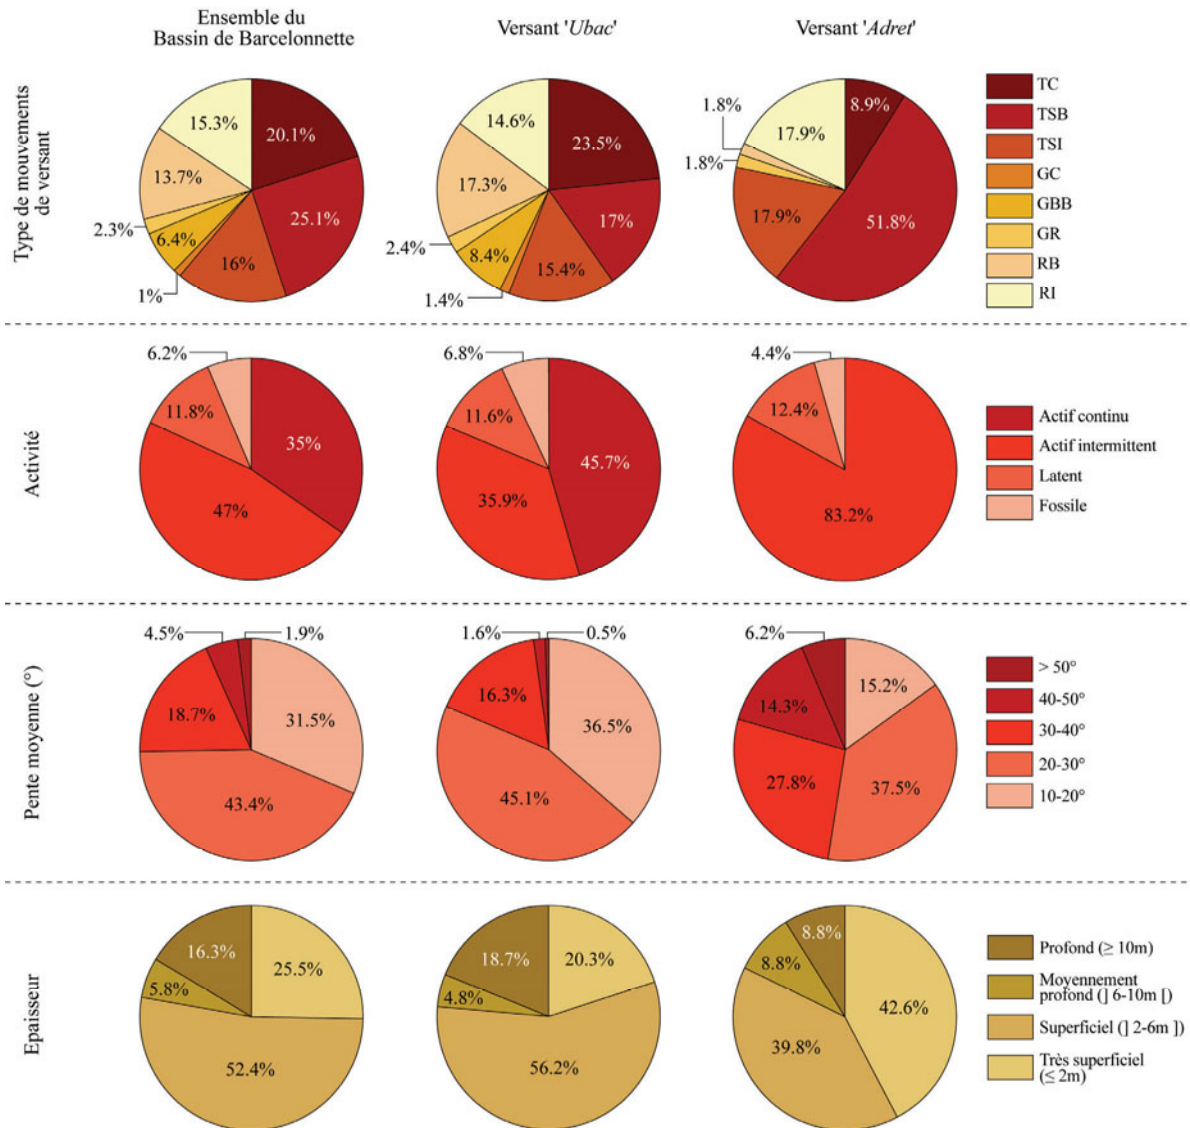 Ensemble du
Bassin de Barcelonnette
Versant 'Ubac'
Versant 'Adret'
Type de mouvements
de versant
15.3%
20.1%
13.7%
2.3%
6.4%
25.1%
1%
16%
14.6%
23.5%
17.3%
2.4%
8.4%
17%
1.4%
15.4%
1.8%
8.9%
17.9%
1.8%
17.9%
51.8%
TC
TSB
TSI
GC
GBB
GR
RB
RI
Activité
6.2%
11.8%
35%
47%
6.8%
11.6%
45.7%
35.9%
4.4%
12.4%
83.2%
Actif continu
Actif intermittent
Latent
Fossile
Pente moyenne (°)
4.5%
1.9%
18.7%
31.5%
43.4%
1.6%
0.5%
16.3%
36.5%
45.1%
6.2%
15.2%
14.3%
27.8%
37.5%
> 50°
40-50°
30-40°
20-30°
10-20°
Epaisseur
16.3%
25.5%
5.8%
52.4%
18.7%
20.3%
4.8%
56.2%
8.8%
8.8%
42.6%
39.8%
Profond (≥ 10m)
Moyennement
profond (] 6-10m [)
Superficiel (] 2-6m ])
Très superficiel
(≤ 2m)